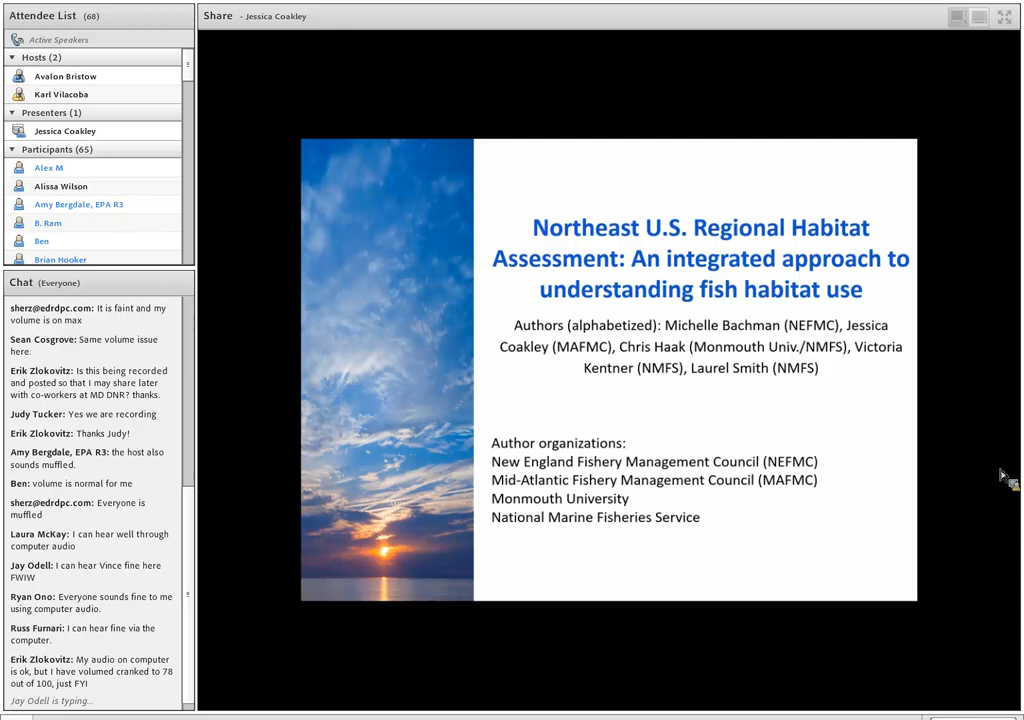 Attendee List (68)
Active Speakers
Hosts (2)
Avalon Bristow
Karl Vilacoba
Presenters (1)
Jessica Coakley
Participants (65)
Alex M
Alissa Wilson
Amy Bergdale, EPA R3
B. Ram
Ben
Brian Hooker
Chat (Everyone)
sherz@edrdpc.com: It is faint and my
volume is on max
Sean Cosgrove: Same volume issue
here.
Erik Zlokovitz: Is this being recorded
and posted so that I may share later
with co-workers at MD DNR? thanks.
Judy Tucker: Yes we are recording
Erik Zlokovitz: Thanks Judy!
Amy Bergdale, EPA R3: the host also
sounds muffled.
Ben: volume is normal for me
sherz@edrdpc.com: Everyone is
muffled
Laura McKay: I can hear well through
computer audio
Jay Odell: I can hear Vince fine here
FWIW
Ryan Ono: Everyone sounds fine to me
using computer audio.
Russ Furnari: I can hear fine via the
computer.
Erik Zlokovitz: My audio on computer
is ok, but I have volumed cranked to 78
out of 100, just FYI
Jay Odell is typing...
Share - Jessica Coakley
Northeast U.S. Regional Habitat
Assessment: An integrated approach to
understanding fish habitat use
Authors (alphabetized): Michelle Bachman (NEFMC), Jessica
Coakley (MAFMC), Chris Haak (Monmouth Univ./NMFS), Victoria
Kentner (NMFS), Laurel Smith (NMFS)
Author organizations:
New England Fishery Management Council (NEFMC)
Mid-Atlantic Fishery Management Council (MAFMC)
Monmouth University
National Marine Fisheries Service